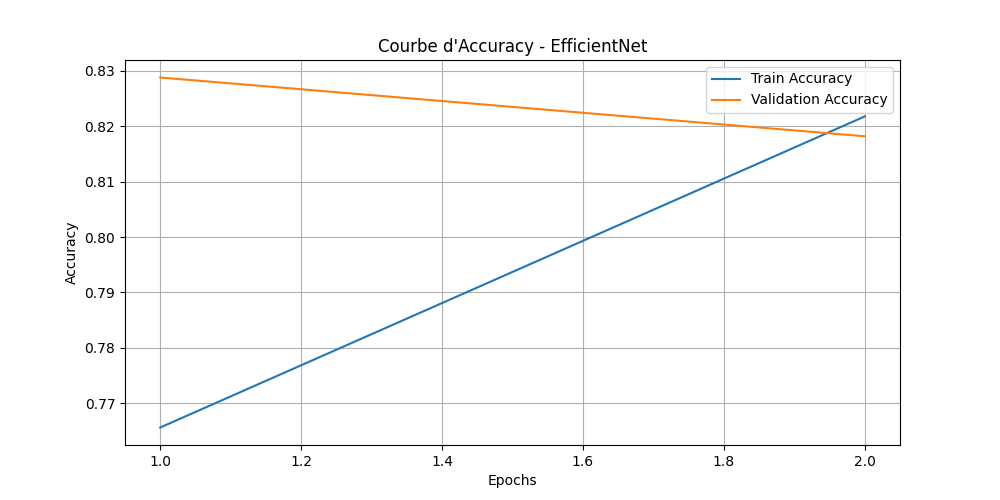 Courbe d'Accuracy - EfficientNet
Train Accuracy
Validation Accuracy
0.83
0.82
0.81
0.80
0.79
0.78
0.77
Accuracy
1.0 1.2 1.4 1.6 1.8 2.0
Epochs